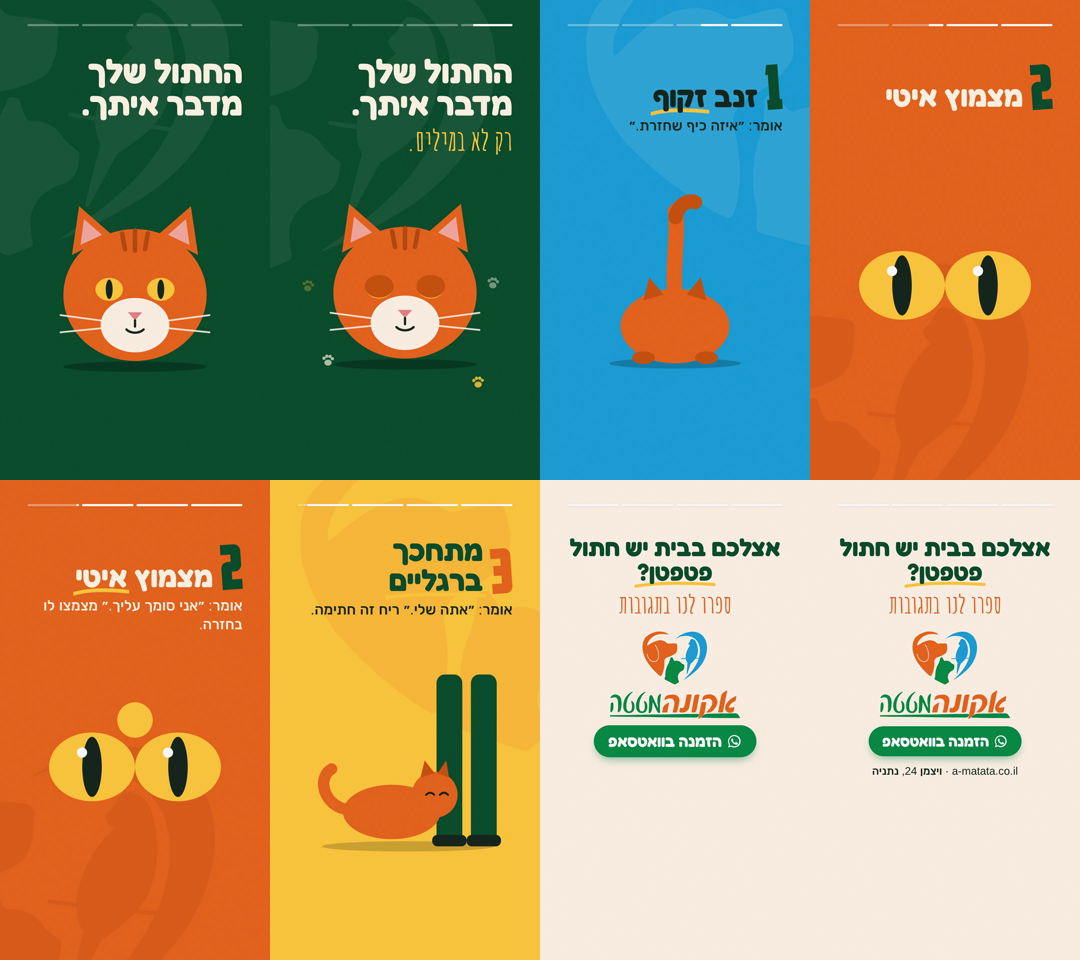 החתול שלך
מדבר איתך.
החתול שלך
מדבר איתך.
רק לא במילים.
1 זנב זקוף
אומר: ״איזה כיף שחזרת.״
2 מצמוץ איטי
2 מצמוץ איטי
אומר: ״אני סומך עליך.״ מצמצו לו
בחזרה.
3 מתחכך
ברגליים
אומר: ״אתה שלי.״ ריח זה חתימה.
אצלכם בבית יש חתול
פטפטן?
ספרו לנו בתגובות
אקונהמטטה
הזמנה בוואטסאפ
אצלכם בבית יש חתול
פטפטן?
ספרו לנו בתגובות
אקונהמטטה
הזמנה בוואטסאפ
a-matata.co.il · ויצמן 24, נתניה